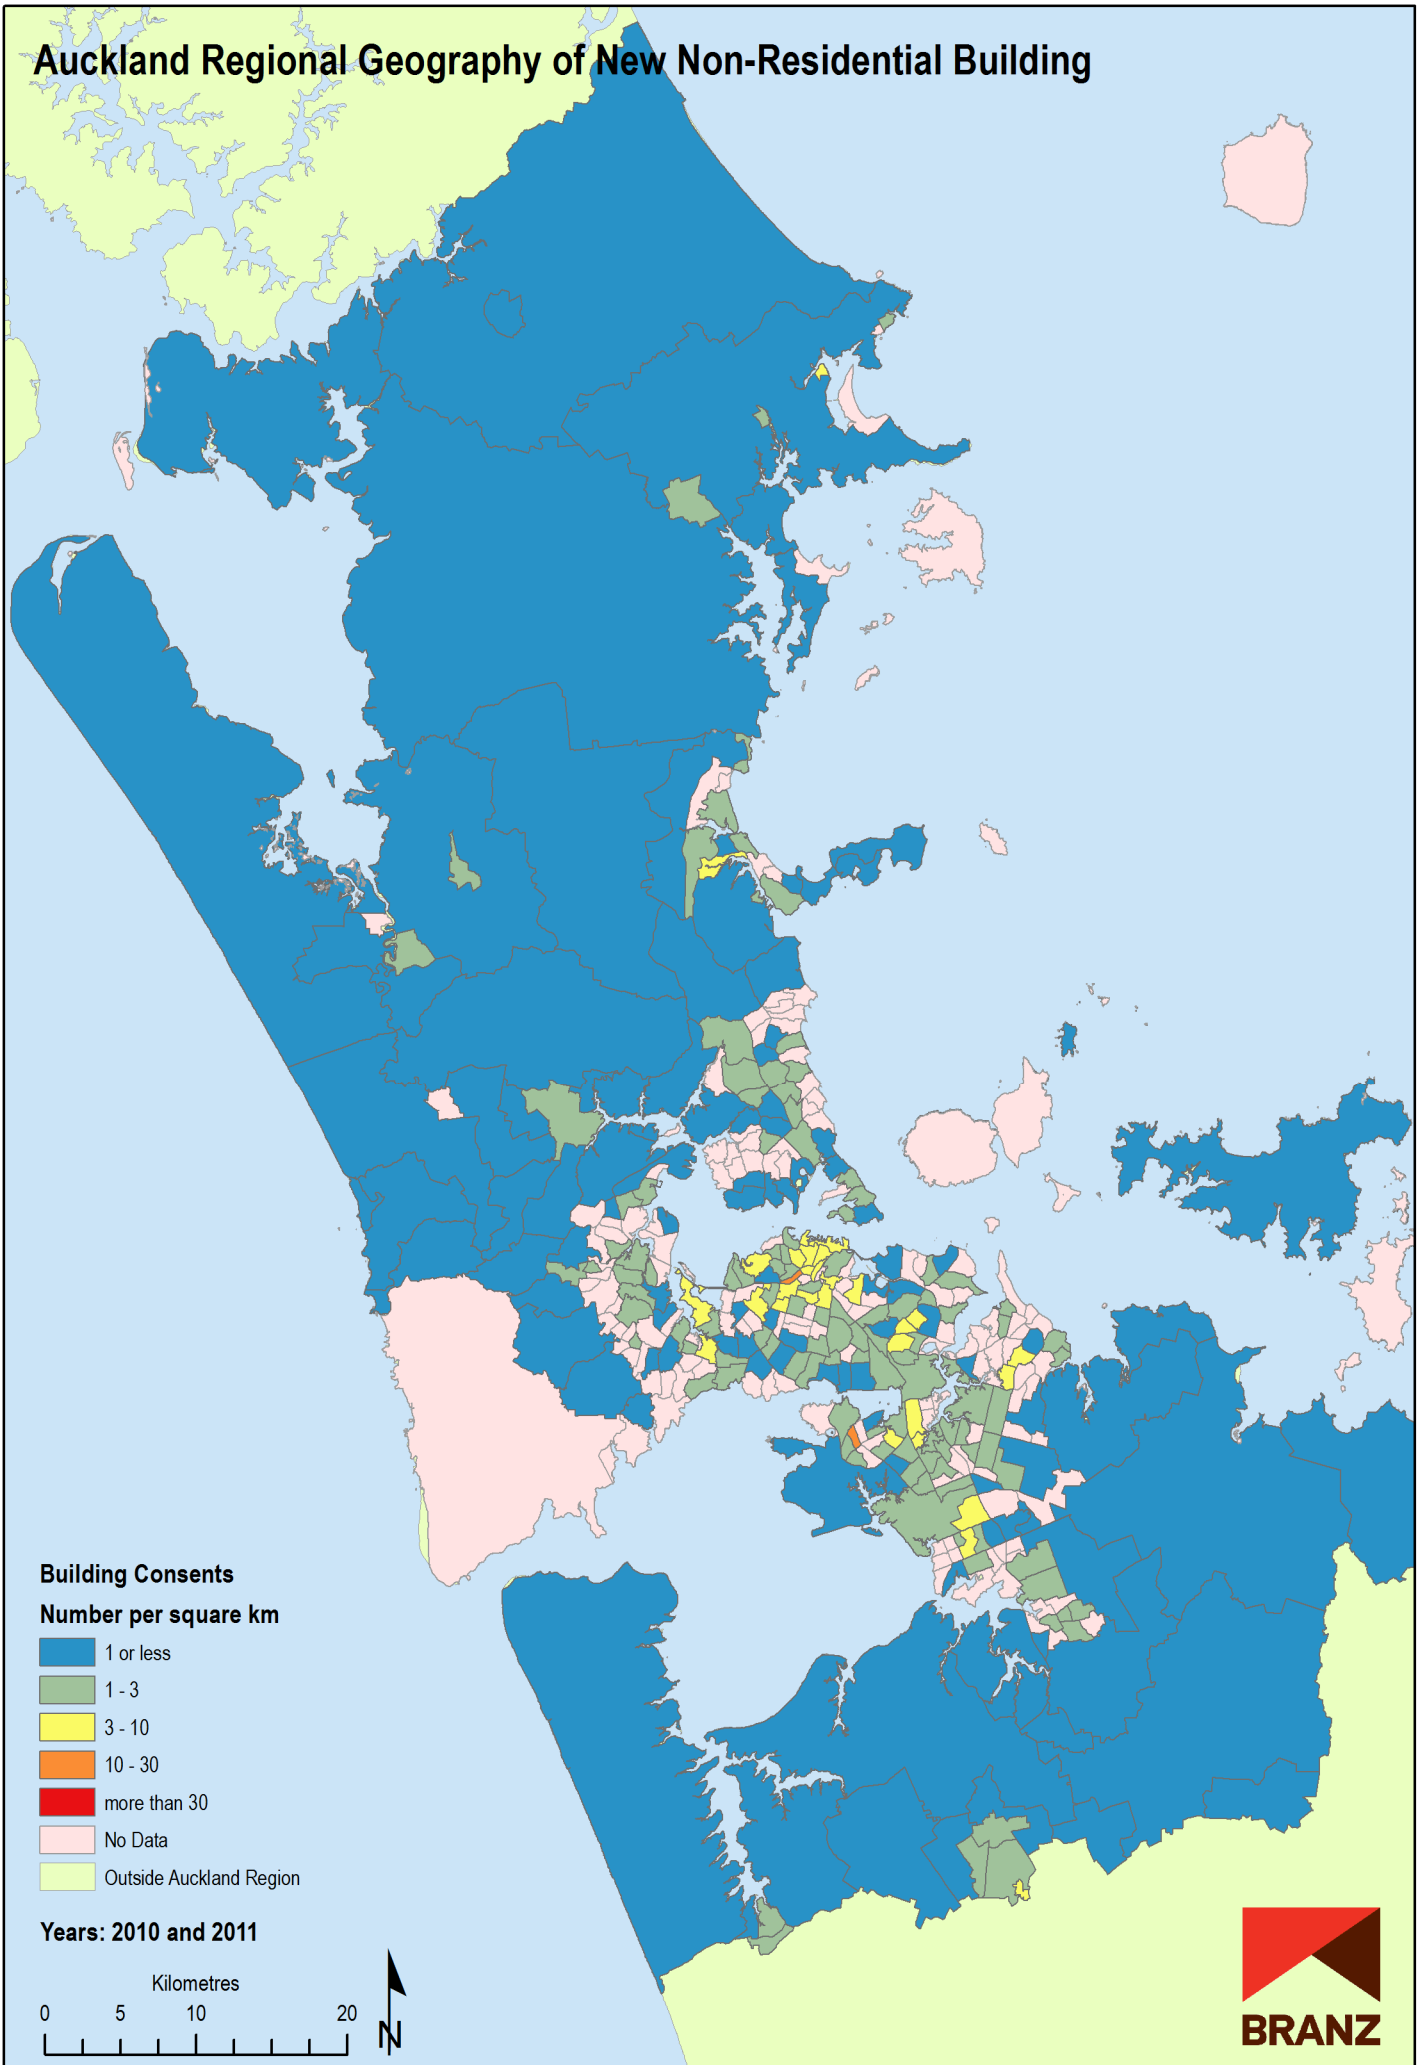 Auckland Regional Geography of New Non-Residential Building
Building Consents
Number per square km
1 or less
1 - 3
3 - 10
10 - 30
more than 30
No Data
Outside Auckland Region
Years: 2010 and 2011
Kilometres
0 5 10 20
N
BRANZ